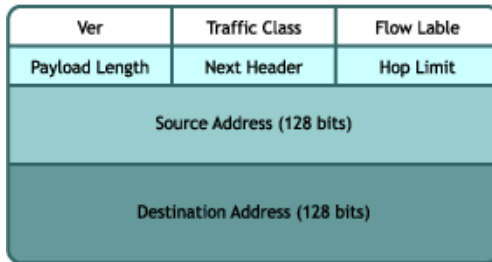 Ver Traffic Class Flow Lable
Payload Length Next Header Hop Limit
Source Address (128 bits)
Destination Address (128 bits)